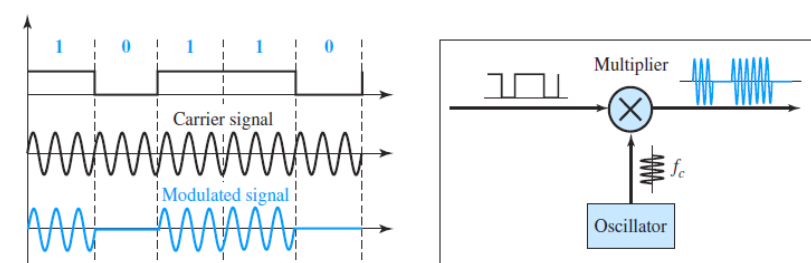 1 0 1 1 0
Carrier signal
Modulated signal
Multiplier
fc
Oscillator